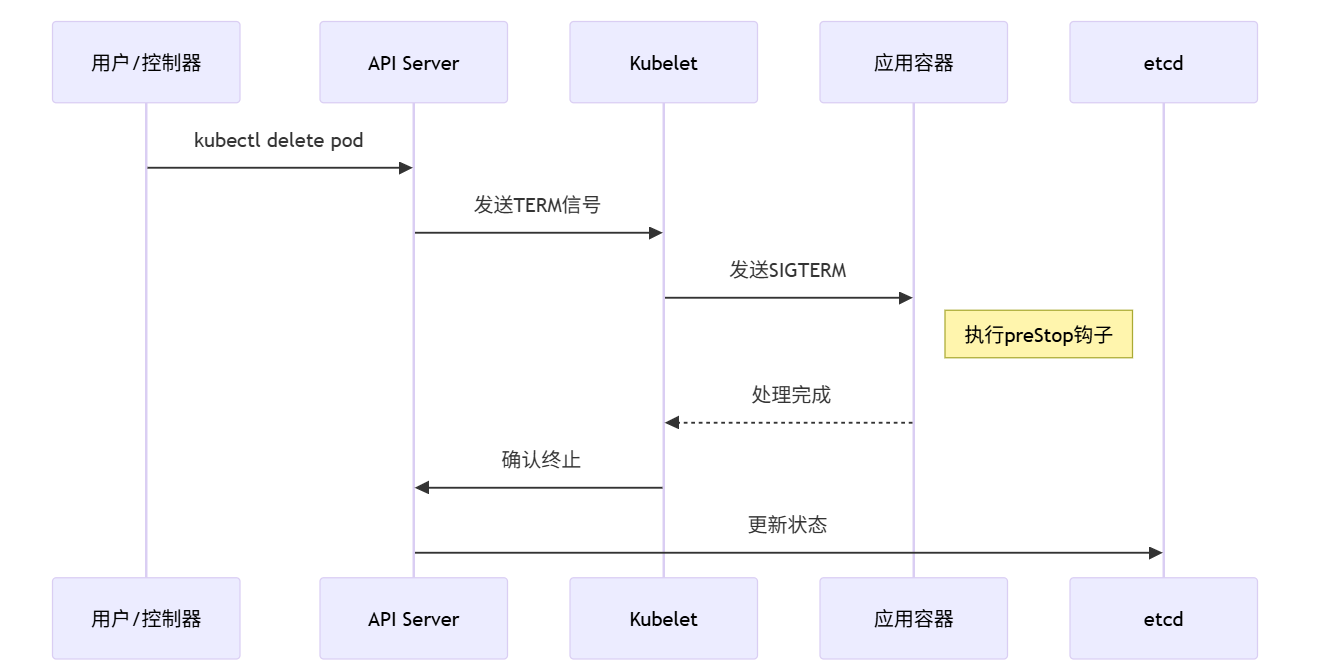 用户/控制器
API Server
Kubelet
应用容器
etcd
kubectl delete pod
发送TERM信号
发送SIGTERM
执行preStop钩子
处理完成
确认终止
更新状态
用户/控制器
API Server
Kubelet
应用容器
etcd